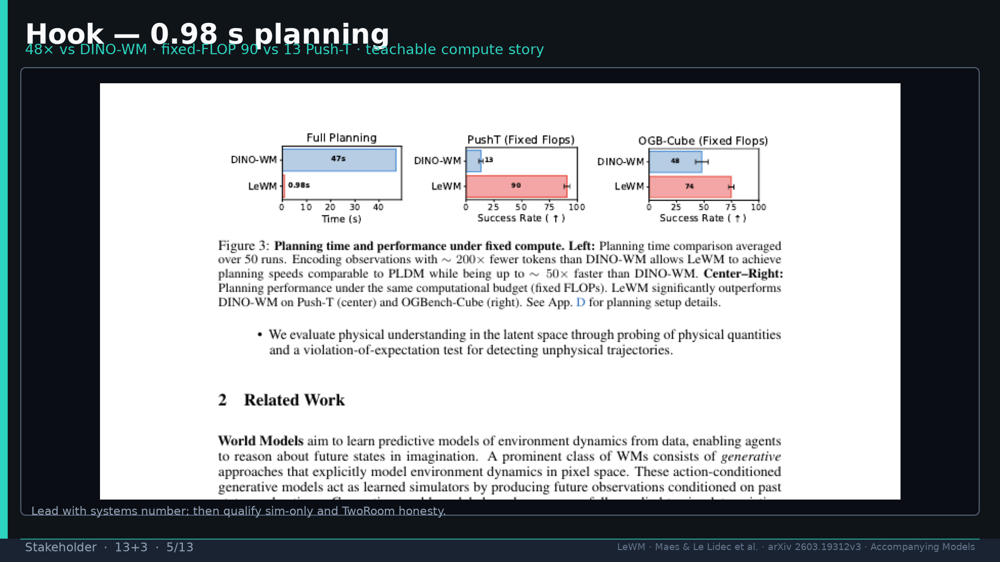 Hook — 0.98 s planning
48× vs DINO-WM · fixed-FLOP 90 vs 13 Push-T · teachable compute story
Full Planning
DINO-WM
47s
LeWM
0.98s
0 10 20 30 40
Time (s)
PushT (Fixed Flops)
DINO-WM
13
LeWM
90
0 25 50 75 100
Success Rate ( ↑ )
OGB-Cube (Fixed Flops)
DINO-WM
48
LeWM
74
0 25 50 75 100
Success Rate ( ↑ )
Figure 3: Planning time and performance under fixed compute. Left: Planning time comparison averaged
over 50 runs. Encoding observations with ∼ 200× fewer tokens than DINO-WM allows LeWM to achieve
planning speeds comparable to PLDM while being up to ∼ 50× faster than DINO-WM. Center–Right:
Planning performance under the same computational budget (fixed FLOPs). LeWM significantly outperforms
DINO-WM on Push-T (center) and OGBench-Cube (right). See App. D for planning setup details.
• We evaluate physical understanding in the latent space through probing of physical quantities
and a violation-of-expectation test for detecting unphysical trajectories.
2 Related Work
World Models aim to learn predictive models of environment dynamics from data, enabling agents
to reason about future states in imagination. A prominent class of WMs consists of generative
approaches that explicitly model environment dynamics in pixel space. These action-conditioned
generative models act as learned simulators by producing future observations conditioned on past
Lead with systems number; then qualify sim-only and TwoRoom honesty.
Stakeholder · 13+3 · 5/13
LeWM · Maes & Le Lidec et al. · arXiv 2603.19312v3 · Accompanying Models